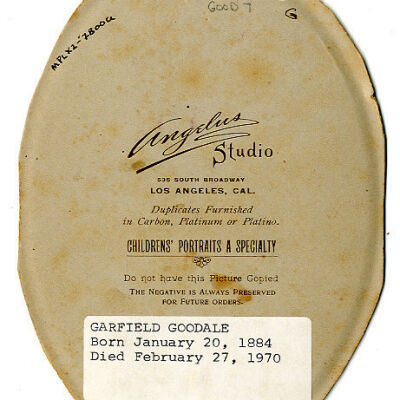 GOOD 7
G
MPLKZ-7800a
Angelus
Studio
535 SOUTH BROADWAY
LOS ANGELES, CAL.
Duplicates Furnished
in Carbon, Platinum or Platino.
CHILDRENS' PORTRAITS A SPECIALTY
Do not have this Picture Copied
THE NEGATIVE IS ALWAYS PRESERVED
FOR FUTURE ORDERS.
GARFIELD GOODALE
Born January 20, 1884
Died February 27, 1970